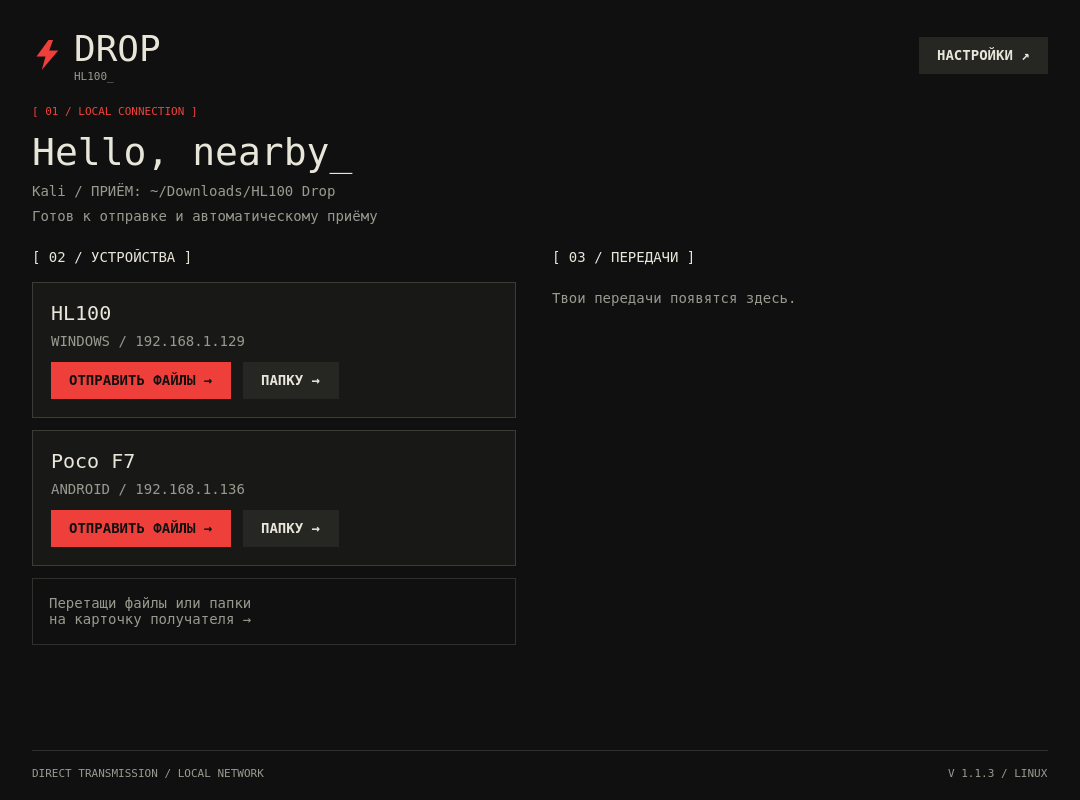 DROP
HL100_
НАСТРОЙКИ ↗
[ 01 / LOCAL CONNECTION ]
Hello, nearby_
Kali / ПРИЁМ: ~/Downloads/HL100 Drop
Готов к отправке и автоматическому приёму
[ 02 / УСТРОЙСТВА ]
HL100
WINDOWS / 192.168.1.129
ОТПРАВИТЬ ФАЙЛЫ → ПАПКУ →
Poco F7
ANDROID / 192.168.1.136
ОТПРАВИТЬ ФАЙЛЫ → ПАПКУ →
Перетащи файлы или папки
на карточку получателя →
[ 03 / ПЕРЕДАЧИ ]
Твои передачи появятся здесь.
DIRECT TRANSMISSION / LOCAL NETWORK
V 1.1.3 / LINUX